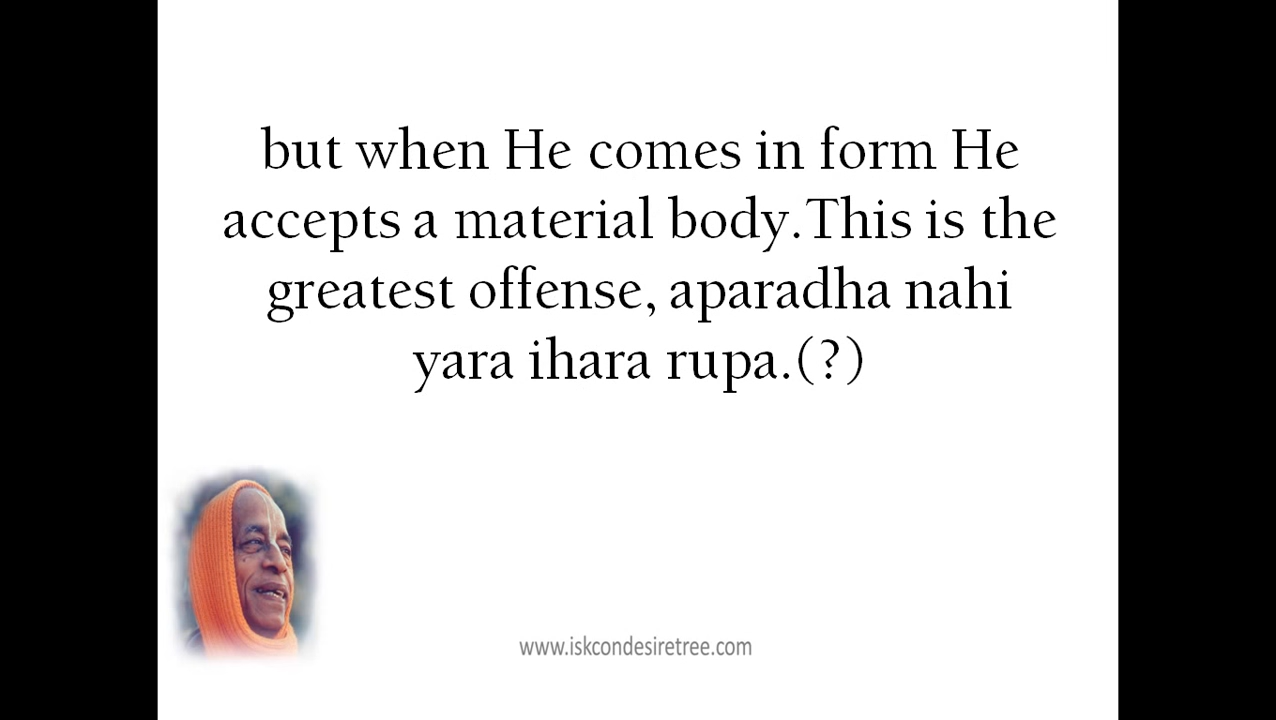 but when He comes in form He
accepts a material body.This is the
greatest offense, aparadha nahi
yara ihara rupa.(?)
www.iskcondesiretree.com